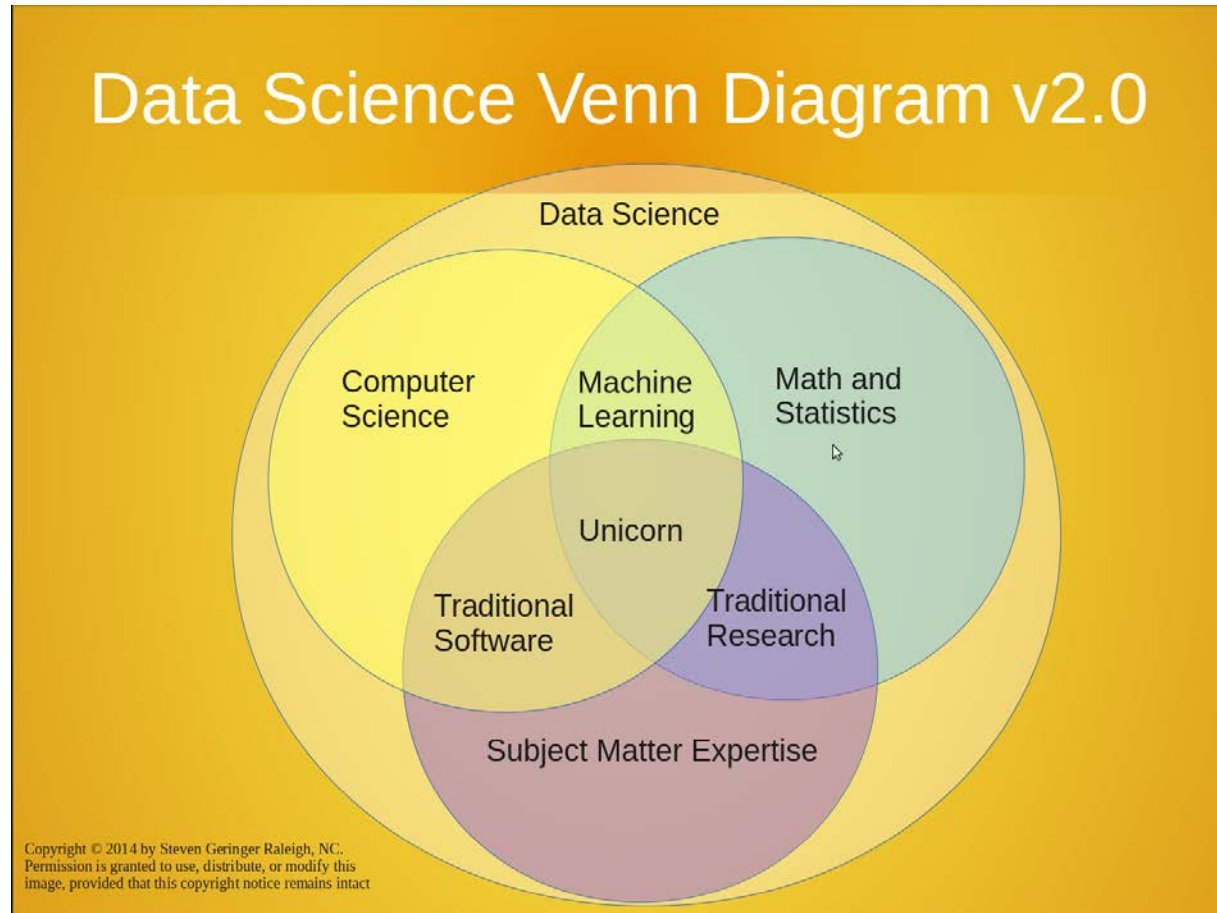 Data Science Venn Diagram v2.0
Data Science
Computer
Science
Machine
Learning
Math and
Statistics
Unicorn
Traditional
Software
Traditional
Research
Subject Matter Expertise
Copyright © 2014 by Steven Geringer Raleigh, NC.
Permission is granted to use, distribute, or modify this
image, provided that this copyright notice remains intact